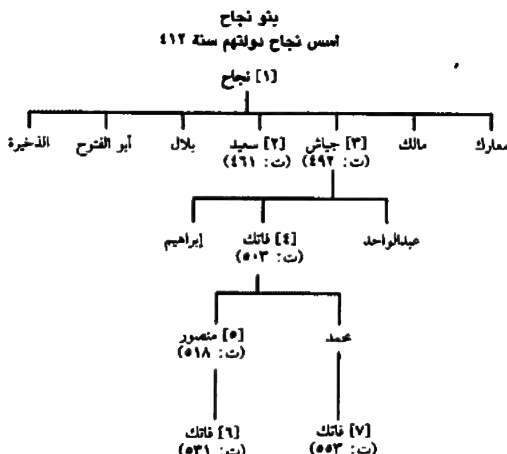 بنو نجاح
أسس نجاح دولتهم سنة ٤١٢
[١] نجاح
معارك مالك [٣] جياش [٢] سعيد بلال أبو الفتوح الذخيرة
(ت: ٤٩٢) (ت: ٤٦١)
عبدالواحد [٤] فاتك إبراهيم
(ت: ٥٠٣)
محمد [٥] منصور
(ت: ٥١٨)
[٧] فاتك [٦] فاتك
(ت: ٥٥٣) (ت: ٥٣١)